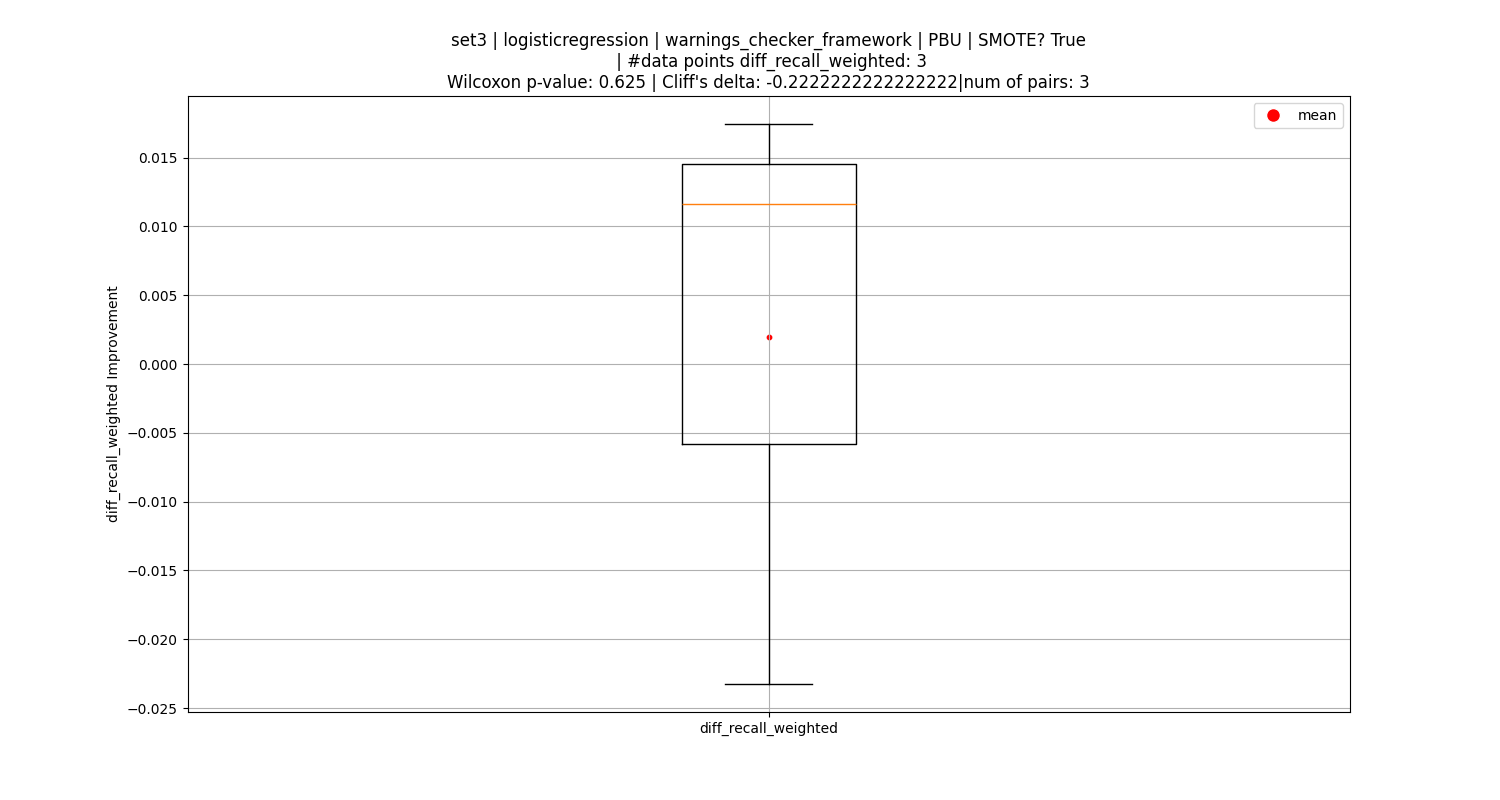 set3 | logisticregression | warnings_checker_framework | PBU | SMOTE? True
| #data points diff_recall_weighted: 3
Wilcoxon p-value: 0.625 | Cliff's delta: -0.2222222222222222|num of pairs: 3
mean
0.015
0.010
0.005
0.000
−0.005
−0.010
−0.015
−0.020
−0.025
diff_recall_weighted Improvement
diff_recall_weighted